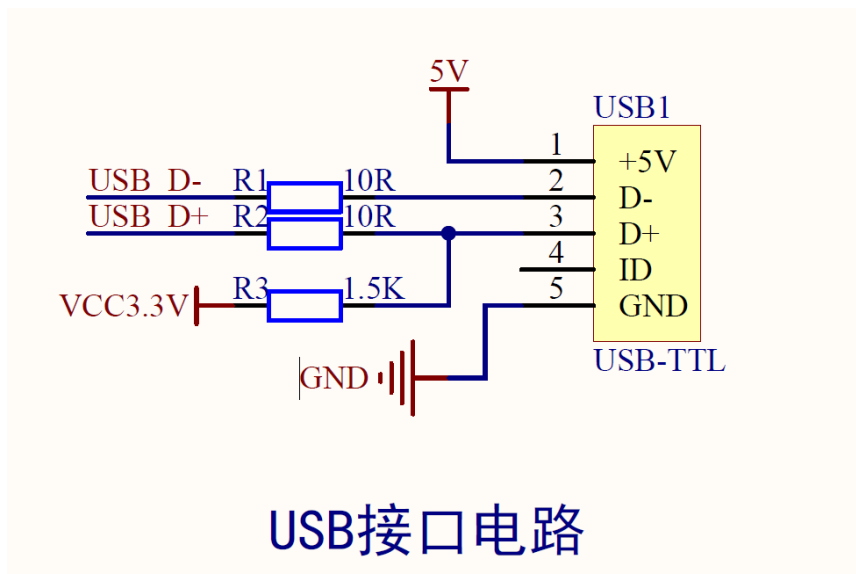 5V
USB1
1 +5V
USB D- R1 10R 2 D-
USB D+ R2 10R 3 D+
4 ID
VCC3.3V R3 1.5K 5 GND
GND USB-TTL
USB接口电路